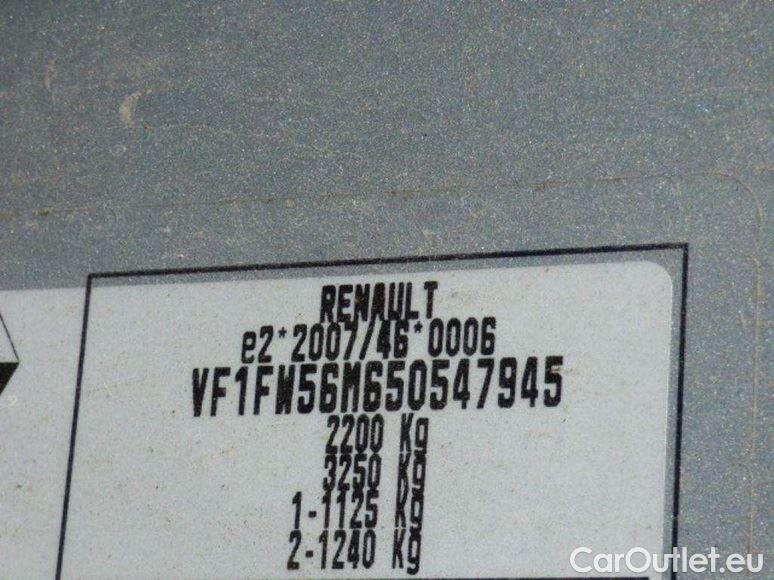 RENAULT
e2*2007/46*0006
VF1FW56M650547945
2200 Kg
3250 Kg
1-1125 Kg
2-1240 Kg
CarOutlet.eu